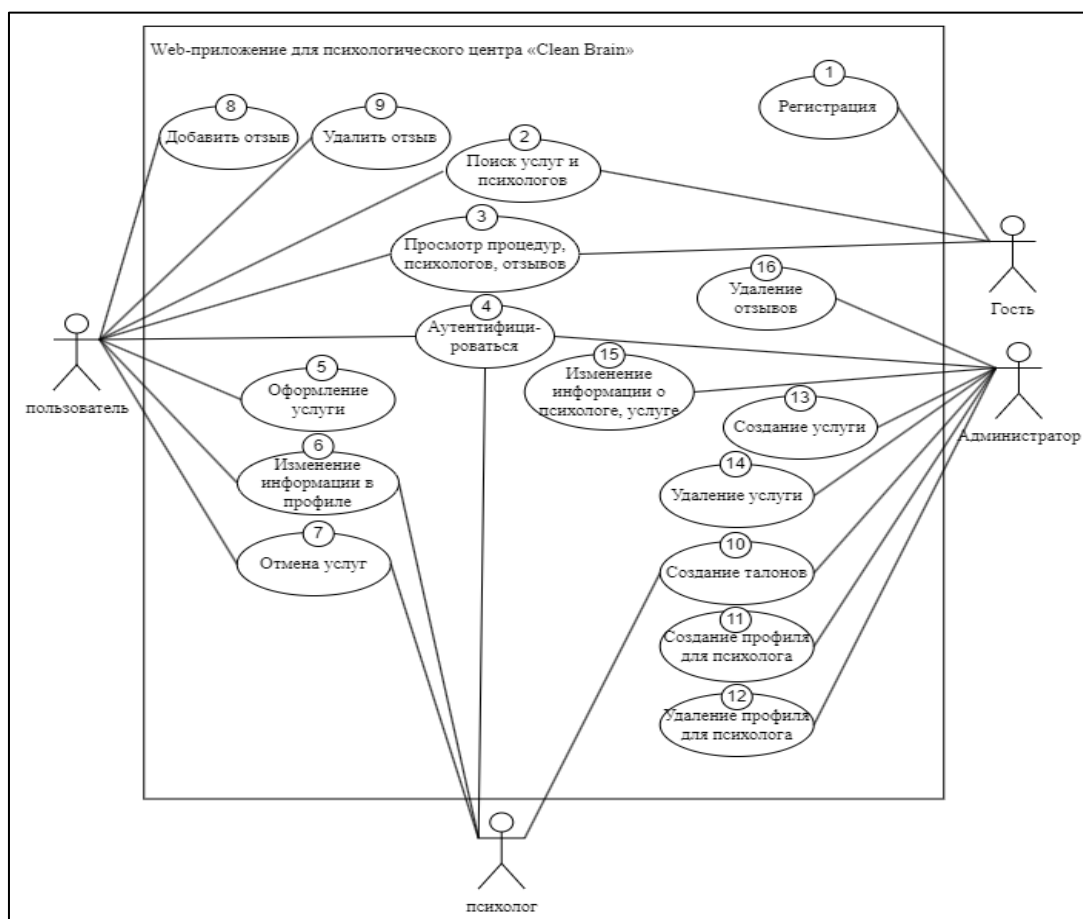 Web-приложение для психологического центра «Clean Brain»
1
Регистрация
8
Добавить отзыв
9
Удалить отзыв
2
Поиск услуг и
психологов
3
Просмотр процедур,
психологов, отзывов
16
Удаление
отзывов
Гость
4
Аутентифици-
роваться
15
Изменение
информации о
психологе, услуге
пользователь
5
Оформление
услуги
13
Создание услуги
Администратор
6
Изменение
информации в
профиле
14
Удаление услуги
7
Отмена услуг
10
Создание талонов
11
Создание профиля
для психолога
12
Удаление профиля
для психолога
психолог